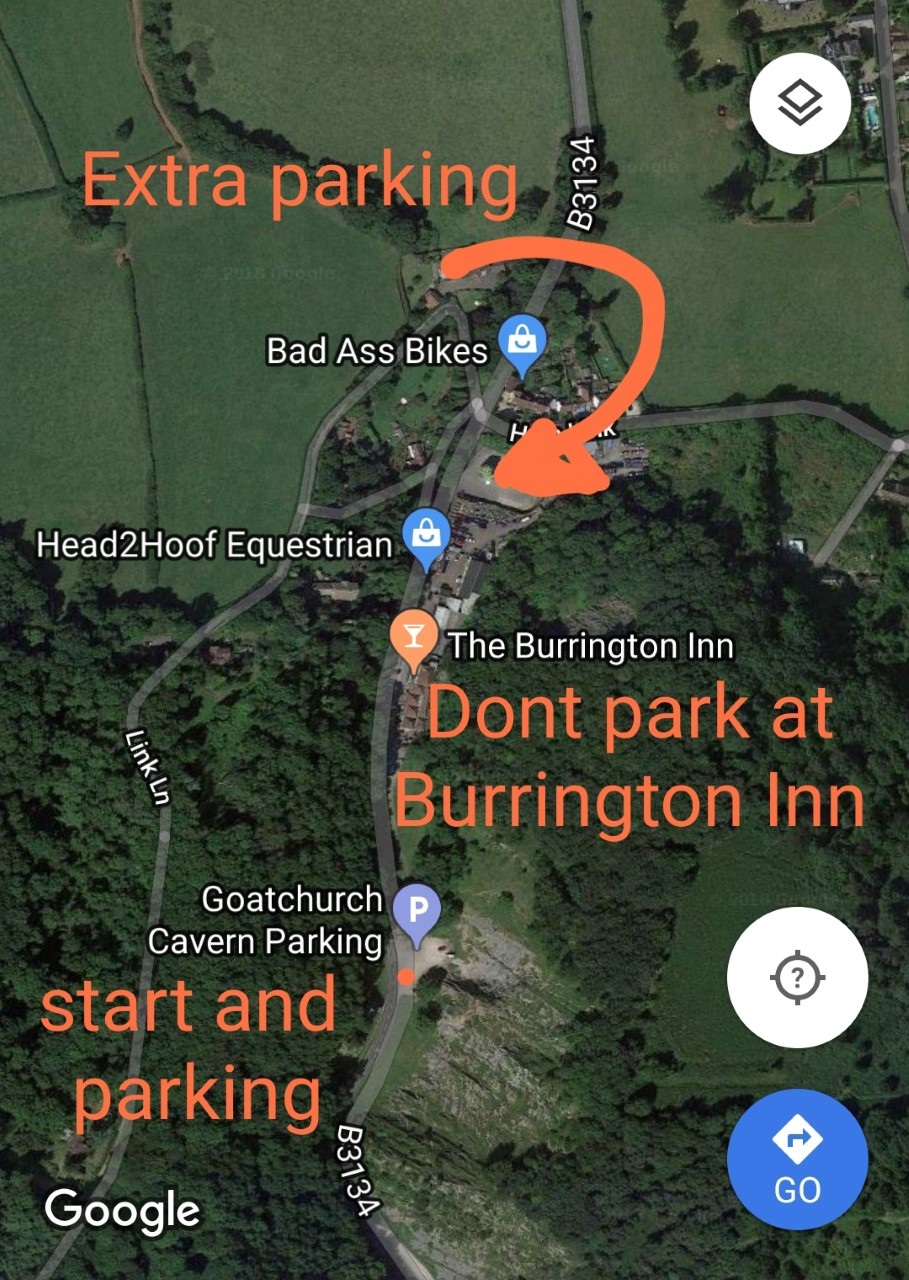 B3134
Extra parking
Bad Ass Bikes
Head2Hoof Equestrian
The Burrington Inn
Dont park at
Burrington Inn
Link Ln
Goatchurch
Cavern Parking
P
start and
parking
?
B3134
GO
Google